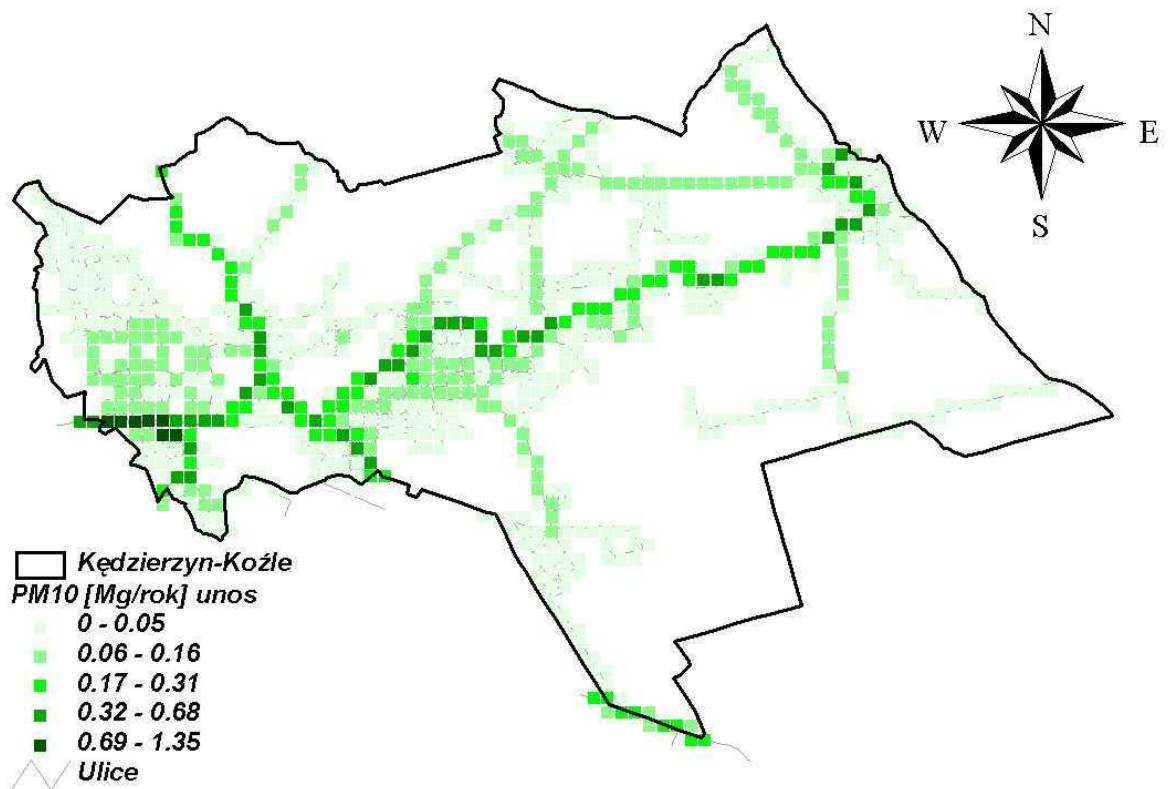 N
W
E
S
Kędzierzyn-Koźle
PM10 [Mg/rok] unos
0 - 0.05
0.06 - 0.16
0.17 - 0.31
0.32 - 0.68
0.69 - 1.35
Ulice